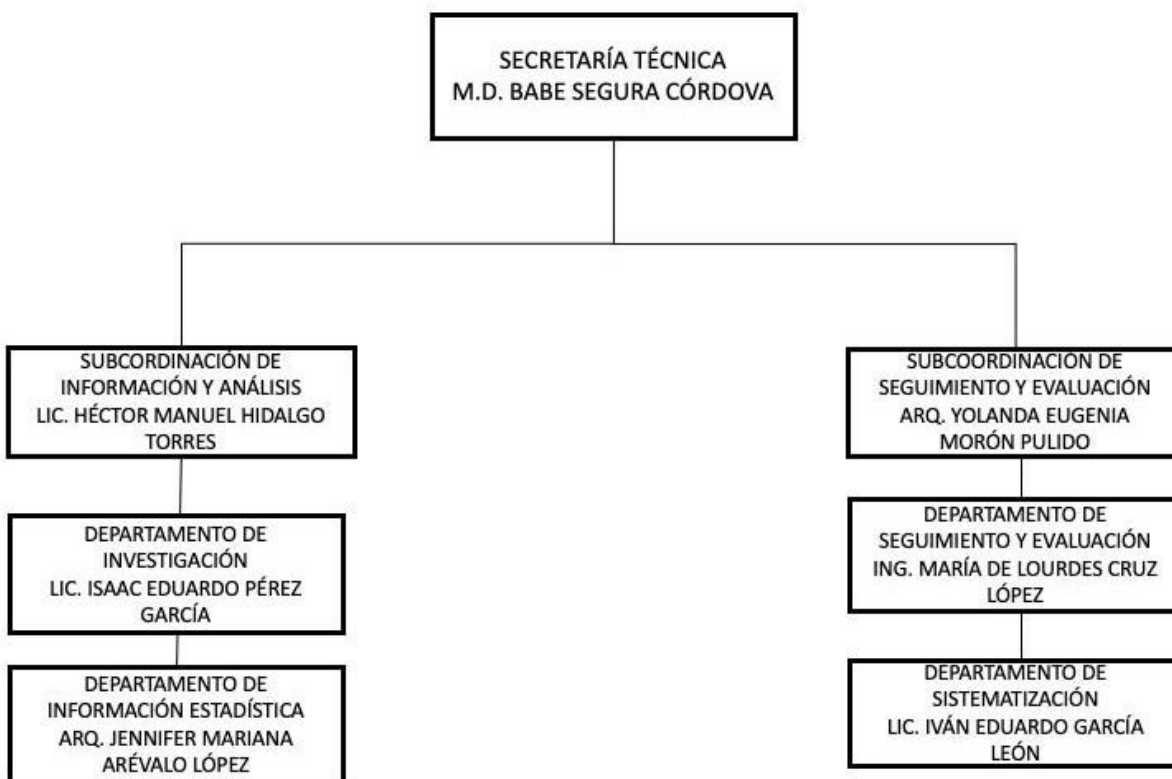 SECRETARÍA TÉCNICA
M.D. BABE SEGURA CÓRDOVA
SUBCORDINACIÓN DE
INFORMACIÓN Y ANÁLISIS
LIC. HÉCTOR MANUEL HIDALGO
TORRES
DEPARTAMENTO DE
INVESTIGACIÓN
LIC. ISAAC EDUARDO PÉREZ
GARCÍA
DEPARTAMENTO DE
INFORMACIÓN ESTADÍSTICA
ARQ. JENNIFER MARIANA
ARÉVALO LÓPEZ
SUBCOORDINACIÓN DE
SEGUIMIENTO Y EVALUACIÓN
ARQ. YOLANDA EUGENIA
MORÓN PULIDO
DEPARTAMENTO DE
SEGUIMIENTO Y EVALUACIÓN
ING. MARÍA DE LOURDES CRUZ
LÓPEZ
DEPARTAMENTO DE
SISTEMATIZACIÓN
LIC. IVÁN EDUARDO GARCÍA
LEÓN